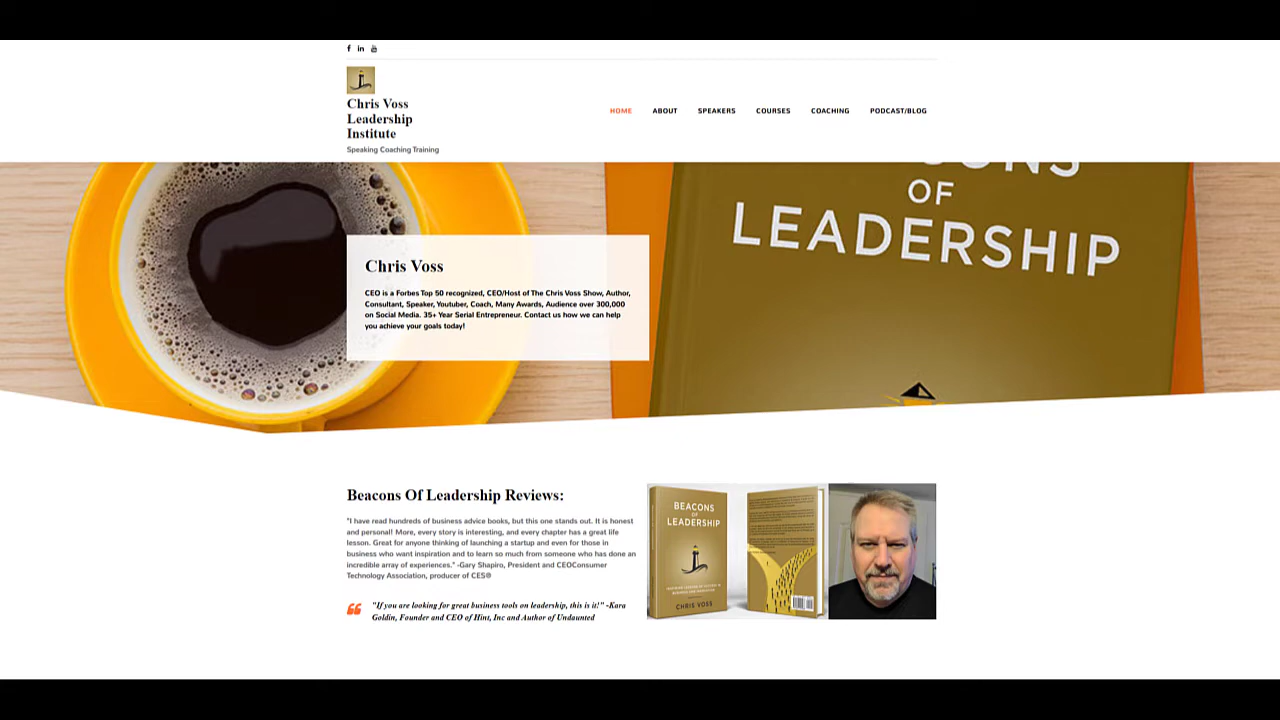 Chris Voss
Leadership
Institute
Speaking Coaching Training
HOME ABOUT SPEAKERS COURSES COACHING PODCAST/BLOG
OF
LEADERSHIP
Chris Voss
CEO is a Forbes Top 50 recognized, CEO/Host of The Chris Voss Show, Author,
Consultant, Speaker, Youtuber, Coach, Many Awards, Audience over 300,000
on Social Media. 35+ Year Serial Entrepreneur. Contact us how we can help
you achieve your goals today!
Beacons Of Leadership Reviews:
"I have read hundreds of business advice books, but this one stands out. It is honest
and personal! More, every story is interesting, and every chapter has a great life
lesson. Great for anyone thinking of launching a startup and even for those in
business who want inspiration and to learn so much from someone who has done an
incredible array of experiences." -Gary Shapiro, President and CEOConsumer
Technology Association, producer of CES®
"If you are looking for great business tools on leadership, this is it!" -Kara
Goldin, Founder and CEO of Hint, Inc and Author of Undaunted
BEACONS
OF
LEADERSHIP
CHRIS VOSS